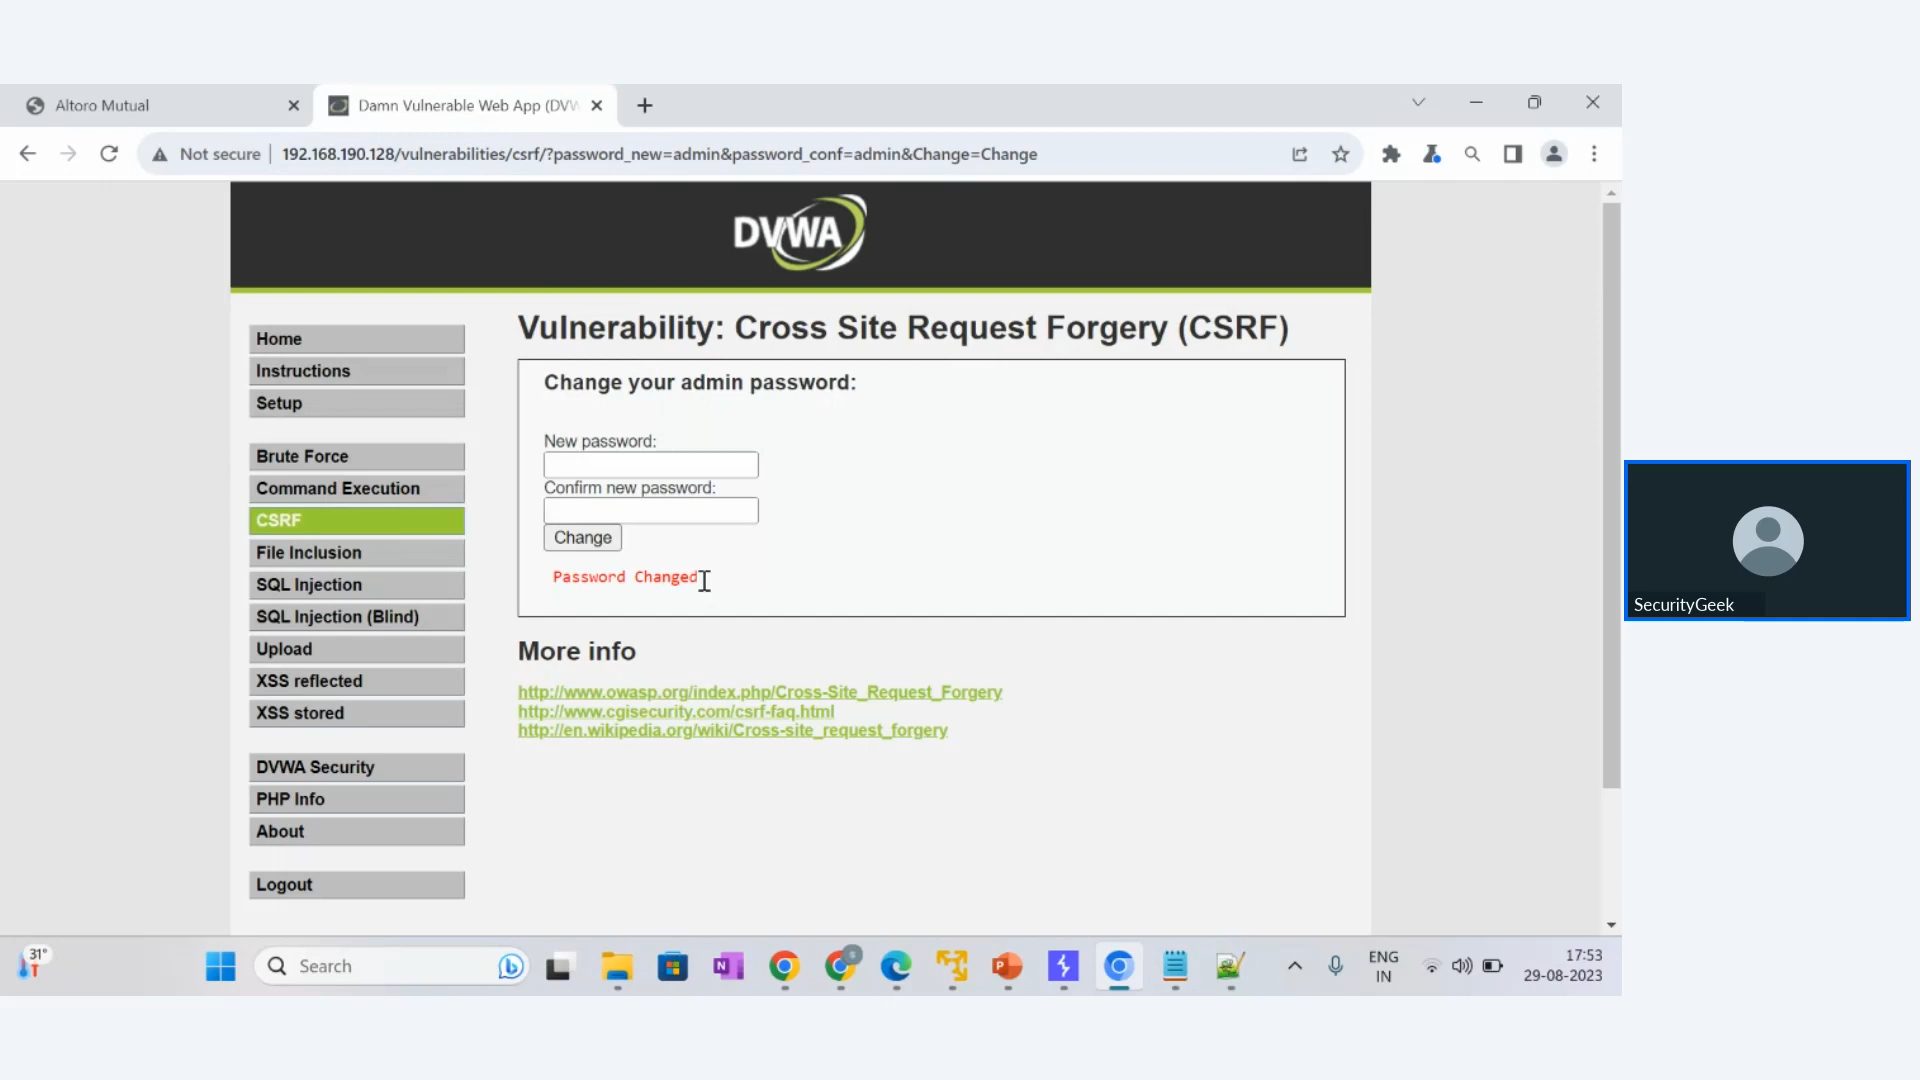 Altoro Mutual
Damn Vulnerable Web App (DVW
Not secure
192.168.190.128/vulnerabilities/csrf/?password_new=admin&password_conf=admin&Change=Change
DVWA
Home
Instructions
Setup
Brute Force
Command Execution
CSRF
File Inclusion
SQL Injection
SQL Injection (Blind)
Upload
XSS reflected
XSS stored
DVWA Security
PHP Info
About
Logout
Vulnerability: Cross Site Request Forgery (CSRF)
Change your admin password:
New password:
Confirm new password:
Change
Password Changed
More info
http://www.owasp.org/index.php/Cross-Site_Request_Forgery
http://www.cgisecurity.com/csrf-faq.html
http://en.wikipedia.org/wiki/Cross-site_request_forgery
SecurityGeek
31°
Search
ENG
IN
17:53
29-08-2023